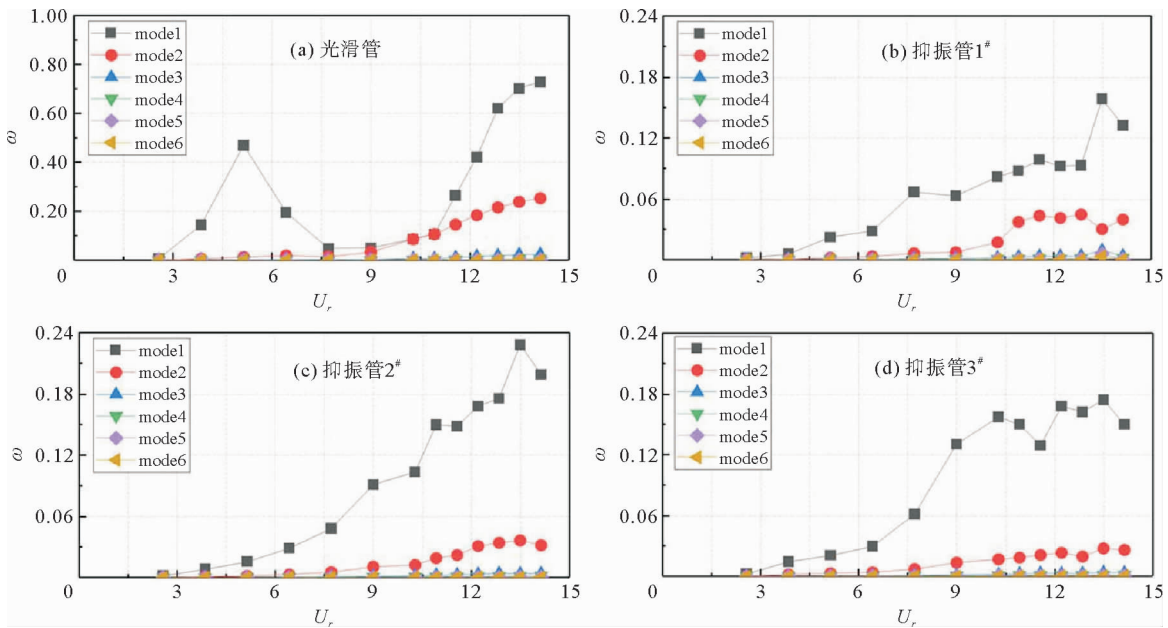 1.00
0.80
0.60
0.40
0.20
ω
mode1
mode2
mode3
mode4
mode5
mode6
(a) 光滑管
0 3 6 9 12 15
U_r
0.24
0.18
0.12
0.06
0
ω
mode1
mode2
mode3
mode4
mode5
mode6
(b) 抑振管1#
3 6 9 12 15
U_r
0.24
0.18
0.12
0.06
0
ω
mode1
mode2
mode3
mode4
mode5
mode6
(c) 抑振管2#
3 6 9 12 15
U_r
0.24
0.18
0.12
0.06
0
ω
mode1
mode2
mode3
mode4
mode5
mode6
(d) 抑振管3#
3 6 9 12 15
U_r